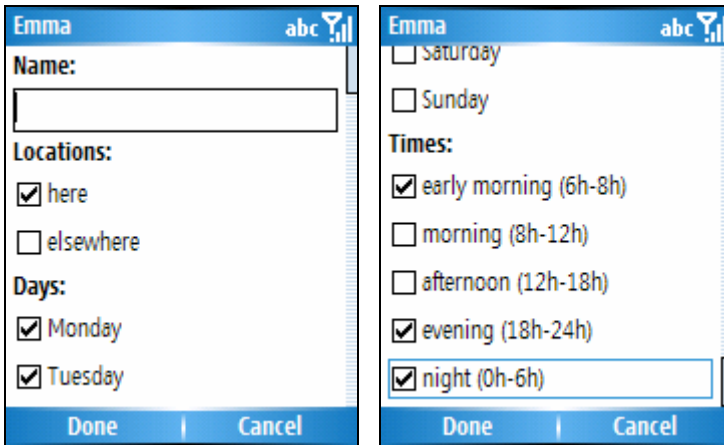 Emma abc
Name:
Locations:
here
elsewhere
Days:
Monday
Tuesday
Done Cancel
Emma abc
Saturday
Sunday
Times:
early morning (6h-8h)
morning (8h-12h)
afternoon (12h-18h)
evening (18h-24h)
night (0h-6h)
Done Cancel